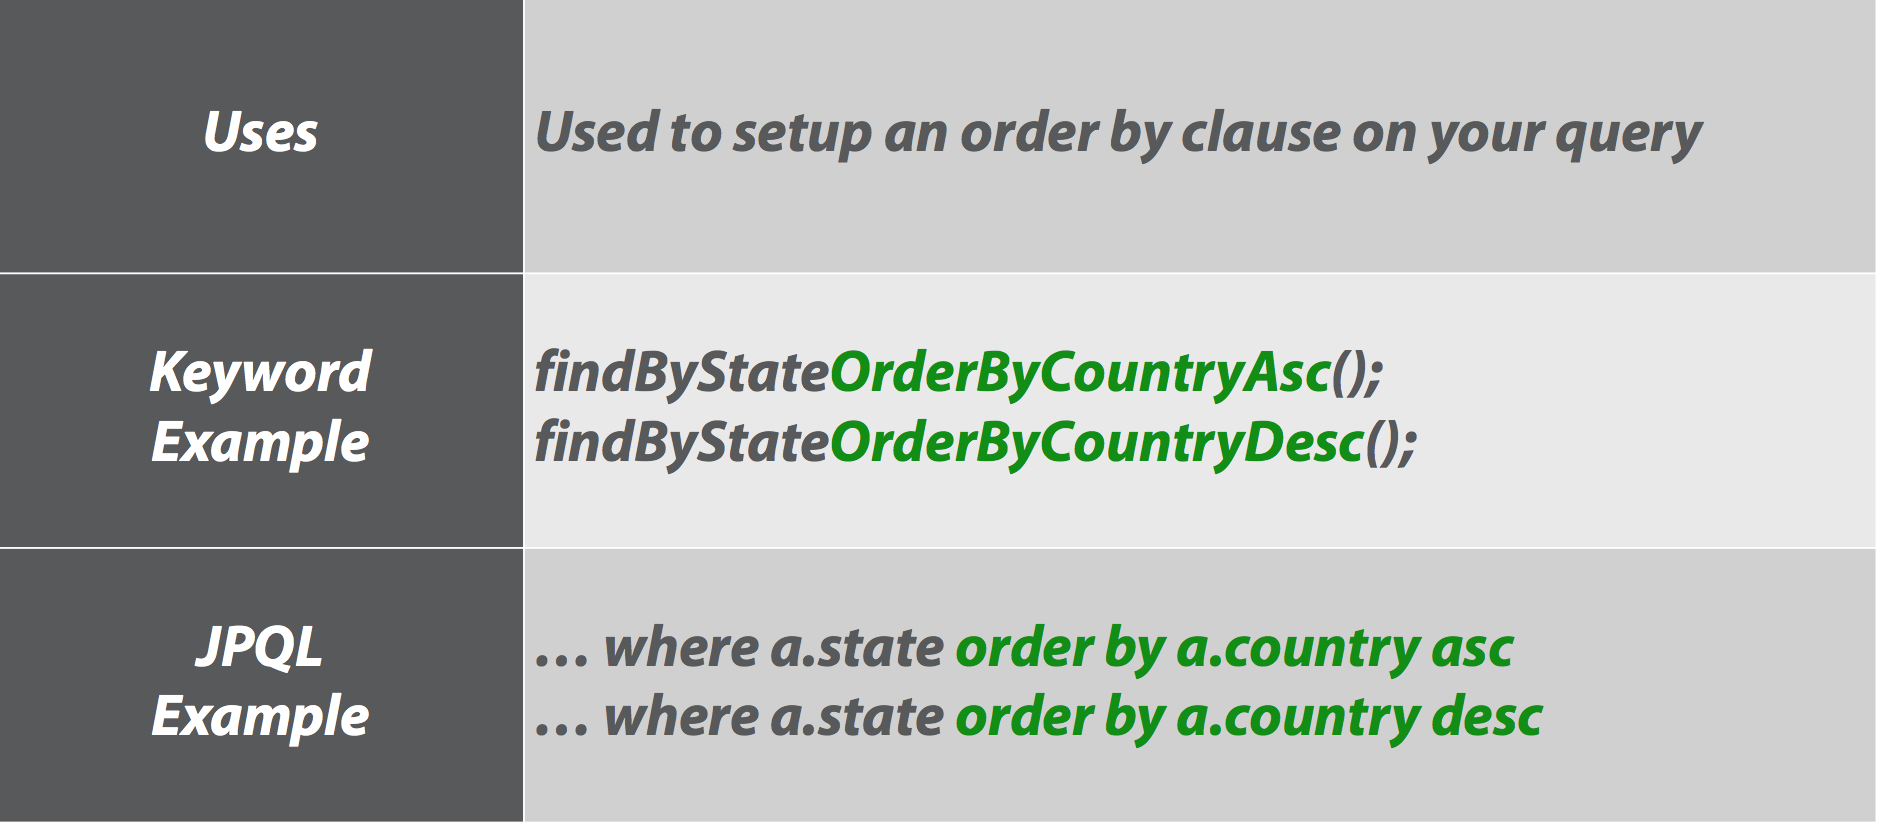 Uses
Used to setup an order by clause on your query
Keyword
Example
findByStateOrderByCountryAsc();
findByStateOrderByCountryDesc();
JPQL
Example
… where a.state order by a.country asc
… where a.state order by a.country desc